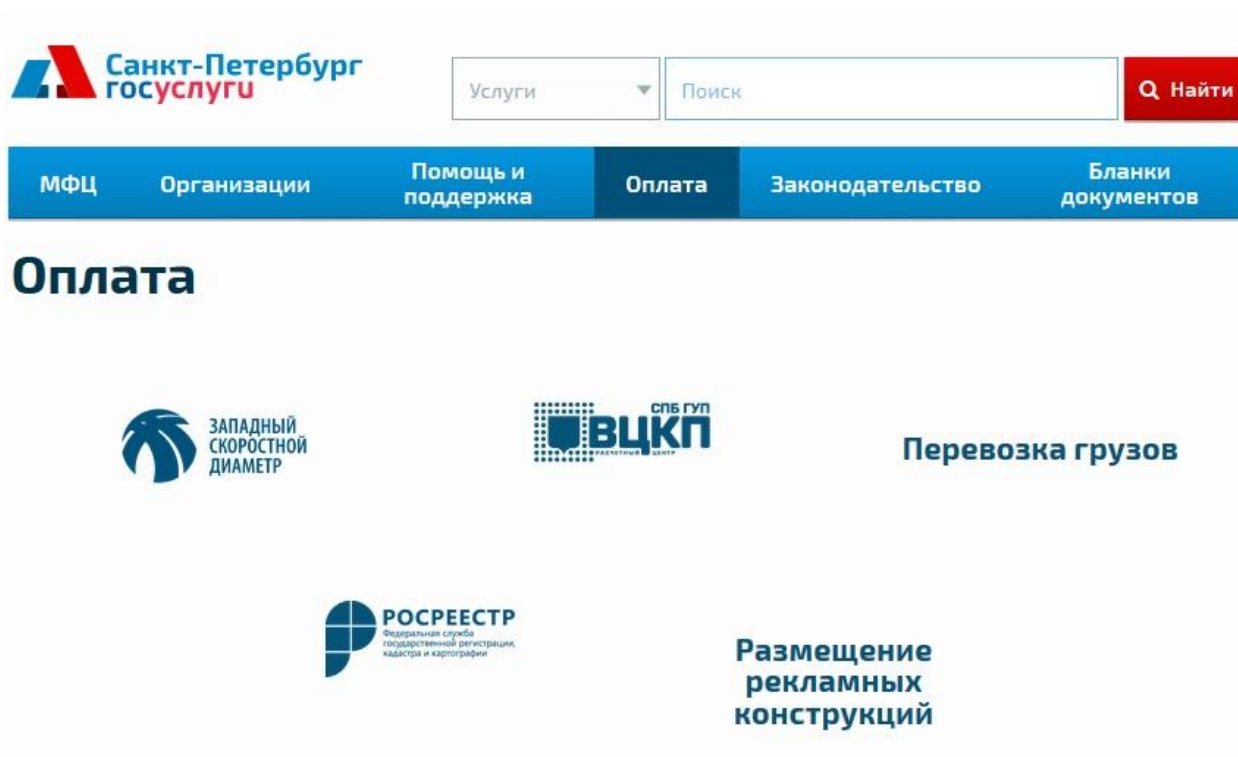 Санкт-Петербург
госуслуги
Услуги
Поиск
Найти
МФЦ
Организации
Помощь и
поддержка
Оплата
Законодательство
Бланки
документов
Оплата
ЗАПАДНЫЙ
СКОРОСТНОЙ
ДИАМЕТР
СПБ ГУП
ВЦКП
РАСЧЕТНЫЙ ЦЕНТР
Перевозка грузов
РОСРЕЕСТР
Федеральная служба
государственной регистрации,
кадастра и картографии
Размещение
рекламных
конструкций